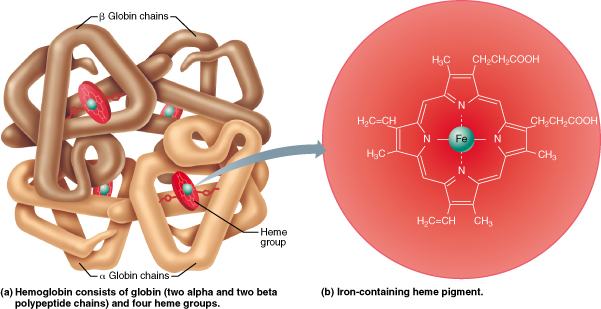 β Globin chains
Heme
group
α Globin chains
(a) Hemoglobin consists of globin (two alpha and two beta
polypeptide chains) and four heme groups.
H₃C
CH₂CH₂COOH
H₂C=CH
N
CH₂CH₂COOH
N
Fe
N
H₃C
CH₃
N
H₂C=CH
CH₃
(b) Iron-containing heme pigment.